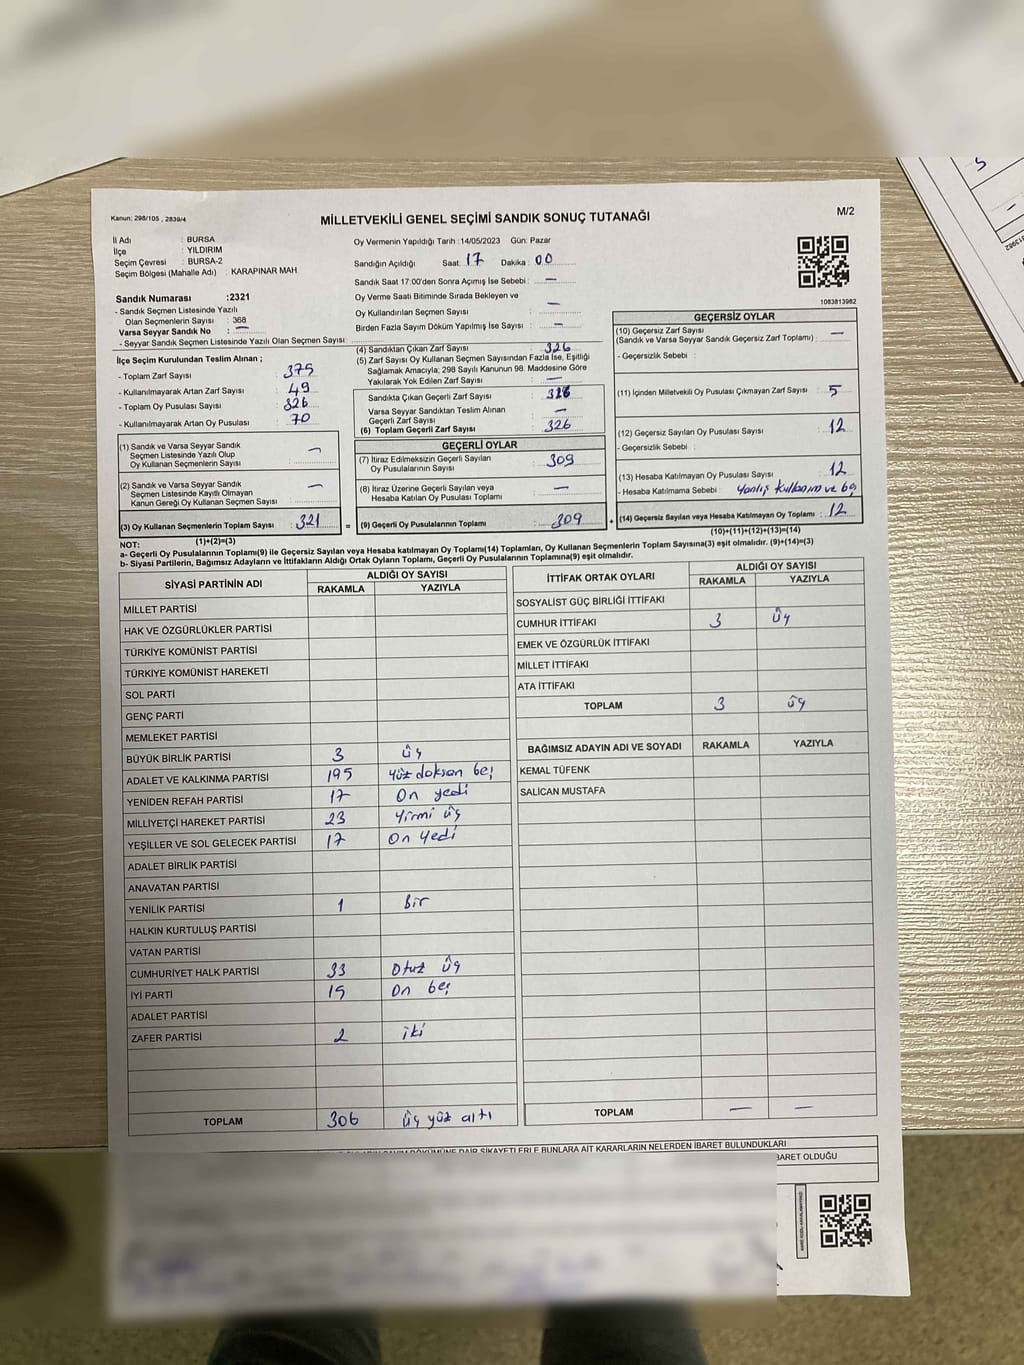 Kanun: 298/105 , 2839/4
MİLLETVEKİLİ GENEL SEÇİMİ SANDIK SONUÇ TUTANAĞI
M/2
İl Adı : BURSA
İlçe : YILDIRIM
Seçim Çevresi : BURSA-2
Seçim Bölgesi (Mahalle Adı) : KARAPINAR MAH.
Sandık Numarası :2321
- Sandık Seçmen Listesinde Yazılı
Olan Seçmenlerin Sayısı : 368
Varsa Seyyar Sandık No : —
- Seyyar Sandık Seçmen Listesinde Yazılı Olan Seçmen Sayısı
Oy Vermenin Yapıldığı Tarih :14/05/2023 Gün: Pazar
Sandığın Açıldığı Saat: 17 Dakika : 00
Sandık Saat 17:00'den Sonra Açımış İse Sebebi : —
Oy Verme Saati Bitiminde Sırada Bekleyen ve
Oy Kullandırılan Seçmen Sayısı : —
Birden Fazla Sayım Döküm Yapılmış İse Sayısı : —
1083813982
İlçe Seçim Kurulundan Teslim Alınan ;
- Toplam Zarf Sayısı : 375
- Kullanılmayarak Artan Zarf Sayısı : 49
- Toplam Oy Pusulası Sayısı : 326
- Kullanılmayarak Artan Oy Pusulası : 70
(4) Sandıktan Çıkan Zarf Sayısı : 326
(5) Zarf Sayısı Oy Kullanan Seçmen Sayısından Fazla İse, Eşitliği
Sağlamak Amacıyla, 298 Sayılı Kanunun 98. Maddesine Göre
Yakılarak Yok Edilen Zarf Sayısı : —
Sandıkta Çıkan Geçerli Zarf Sayısı : 326
Varsa Seyyar Sandıktan Teslim Alınan
Geçerli Zarf Sayısı : —
(6) Toplam Geçerli Zarf Sayısı : 326
GEÇERSİZ OYLAR
(10) Geçersiz Zarf Sayısı
(Sandık ve Varsa Seyyar Sandık Geçersiz Zarf Toplamı) : —
- Geçersizlik Sebebi :
(11) İçinden Milletvekili Oy Pusulası Çıkmayan Zarf Sayısı : 5
(12) Geçersiz Sayılan Oy Pusulası Sayısı : 12
- Geçersizlik Sebebi :
(13) Hesaba Katılmayan Oy Pusulası Sayısı : 12
- Hesaba Katılmama Sebebi : Yanlış kullanım ve boş
(14) Geçersiz Sayılan veya Hesaba Katılmayan Oy Toplamı : 12
(10)+(11)+(12)+(13)=(14)
(1) Sandık ve Varsa Seyyar Sandık
Seçmen Listesinde Yazılı Olup
Oy Kullanan Seçmenlerin Sayısı : —
(2) Sandık ve Varsa Seyyar Sandık
Seçmen Listesinde Kayıtlı Olmayan
Kanun Gereği Oy Kullanan Seçmen Sayısı : —
(3) Oy Kullanan Seçmenlerin Toplam Sayısı : 321 =
(1)+(2)=(3)
GEÇERLİ OYLAR
(7) İtiraz Edilmeksizin Geçerli Sayılan
Oy Pusulalarının Sayısı : 309
(8) İtiraz Üzerine Geçerli Sayılan veya
Hesaba Katılan Oy Pusulası Toplamı : —
(9) Geçerli Oy Pusulalarının Toplamı : 309 +
NOT:
a- Geçerli Oy Pusulalarının Toplamı(9) ile Geçersiz Sayılan veya Hesaba katılmayan Oy Toplamı(14) Toplamları, Oy Kullanan Seçmenlerin Toplam Sayısına(3) eşit olmalıdır. (9)+(14)=(3)
b- Siyasi Partilerin, Bağımsız Adayların ve İttifakların Aldığı Ortak Oyların Toplamı, Geçerli Oy Pusulalarının Toplamına(9) eşit olmalıdır.
SİYASİ PARTİNİN ADI ALDIĞI OY SAYISI
RAKAMLA YAZIYLA
MİLLET PARTİSİ
HAK VE ÖZGÜRLÜKLER PARTİSİ
TÜRKİYE KOMÜNİST PARTİSİ
TÜRKİYE KOMÜNİST HAREKETİ
SOL PARTİ
GENÇ PARTİ
MEMLEKET PARTİSİ
BÜYÜK BİRLİK PARTİSİ 3 üç
ADALET VE KALKINMA PARTİSİ 195 yüz doksan beş
YENİDEN REFAH PARTİSİ 17 On yedi
MİLLİYETÇİ HAREKET PARTİSİ 23 Yirmi üç
YEŞİLLER VE SOL GELECEK PARTİSİ 17 On Yedi
ADALET BİRLİK PARTİSİ
ANAVATAN PARTİSİ
YENİLİK PARTİSİ 1 bir
HALKIN KURTULUŞ PARTİSİ
VATAN PARTİSİ
CUMHURİYET HALK PARTİSİ 33 Otuz üç
İYİ PARTİ 15 On beş
ADALET PARTİSİ
ZAFER PARTİSİ 2 iki
TOPLAM 306 üç yüz altı
İTTİFAK ORTAK OYLARI ALDIĞI OY SAYISI
RAKAMLA YAZIYLA
SOSYALİST GÜÇ BİRLİĞİ İTTİFAKI
CUMHUR İTTİFAKI 3 üç
EMEK VE ÖZGÜRLÜK İTTİFAKI
MİLLET İTTİFAKI
ATA İTTİFAKI
TOPLAM 3 üç
BAĞIMSIZ ADAYIN ADI VE SOYADI RAKAMLA YAZIYLA
KEMAL TÜFENK
SALİCAN MUSTAFA
TOPLAM — —
DAİR ŞİKAYETLERLE BUNLARA AİT KARARLARIN NELERDEN İBARET BULUNDUKLARI
BARET OLDUĞU